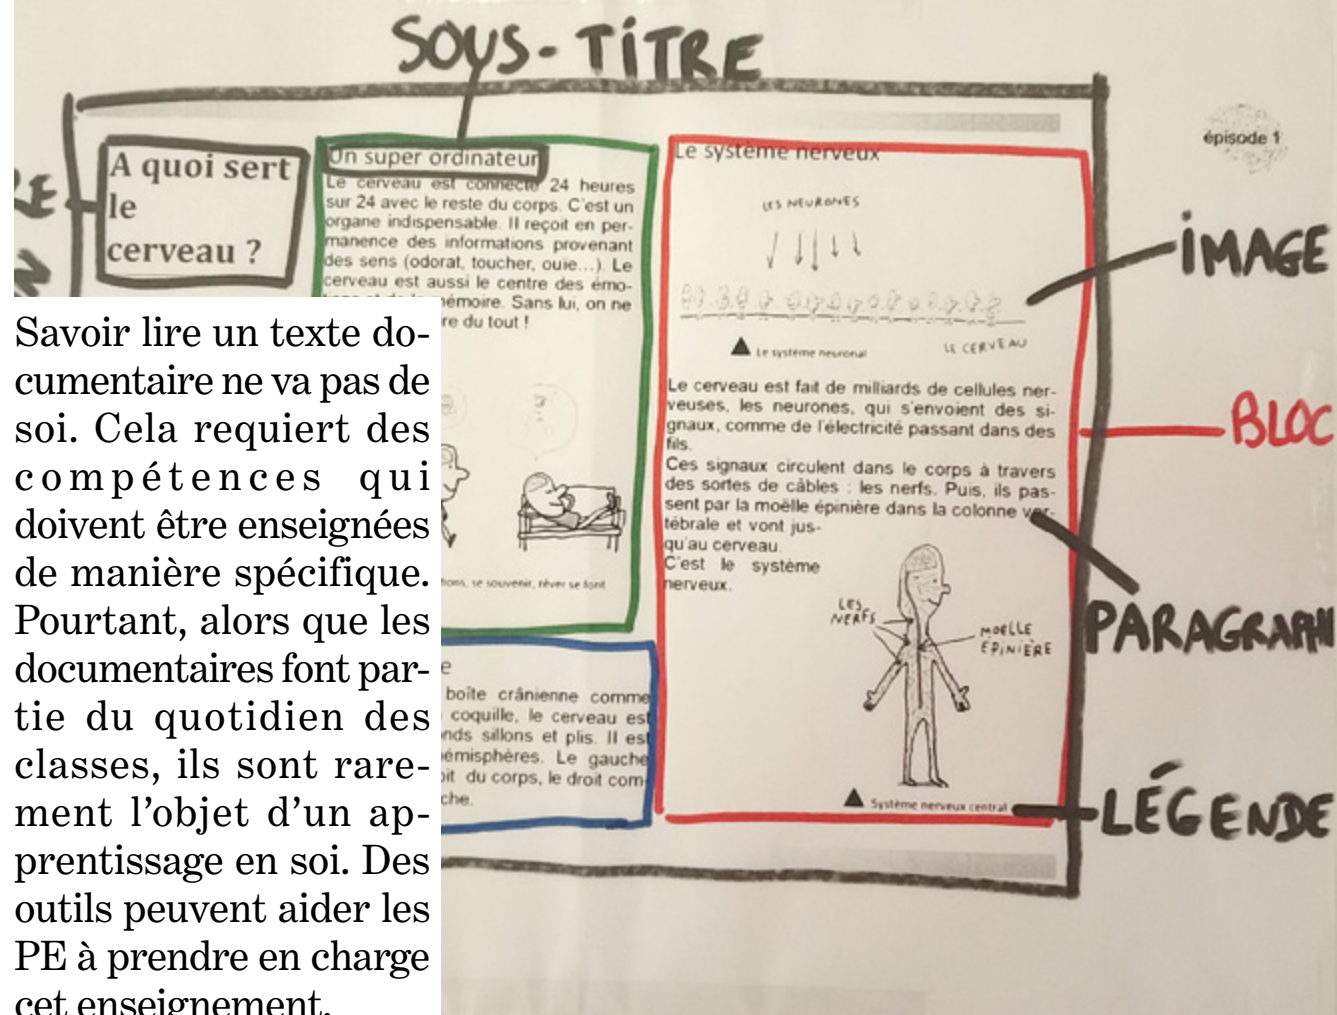 SOUS-TITRE
épisode 1
A quoi sert
le
cerveau ?
Un super ordinateur
Le cerveau est connecté 24 heures
sur 24 avec le reste du corps. C'est un
organe indispensable. Il reçoit en per-
manence des informations provenant
des sens (odorat, toucher, ouie...). Le
cerveau est aussi le centre des émo-
mémoire. Sans lui, on ne
re du tout !
se souvenir, rêver se font
boîte crânienne comme
coquille, le cerveau est
nds sillons et plis. Il est
émisphères. Le gauche
oit du corps, le droit com-
che.
Le système nerveux
LES NEURONES
LE CERVEAU
Le système neuronal
Le cerveau est fait de milliards de cellules ner-
veuses, les neurones, qui s'envoient des si-
gnaux, comme de l'électricité passant dans des
fils.
Ces signaux circulent dans le corps à travers
des sortes de câbles : les nerfs. Puis, ils pas-
sent par la moëlle épinière dans la colonne ver-
tébrale et vont jus-
qu'au cerveau.
C'est le système
nerveux.
LES
NERFS
MOELLE
ÉPINIÈRE
Système nerveux central
IMAGE
BLOC
PARAGRAPH
LÉGENDE
Savoir lire un texte do-
cumentaire ne va pas de
soi. Cela requiert des
compétences qui
doivent être enseignées
de manière spécifique.
Pourtant, alors que les
documentaires font par-
tie du quotidien des
classes, ils sont rare-
ment l'objet d'un ap-
prentissage en soi. Des
outils peuvent aider les
PE à prendre en charge
cet enseignement.